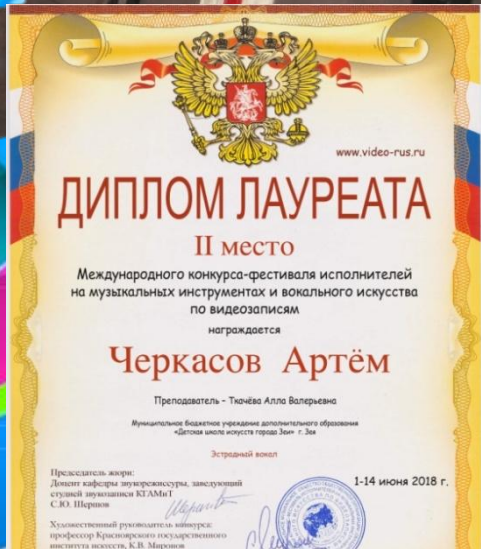 www.video-rus.ru
ДИПЛОМ ЛАУРЕАТА
II место
Международного конкурса-фестиваля исполнителей
на музыкальных инструментах и вокального искусства
по видеозаписям
награждается
Черкасов Артём
Преподаватель – Ткачёва Алла Валерьевна
Муниципальное бюджетное учреждение дополнительного образования
«Детская школа искусств города Зеи» г. Зея
Эстрадный вокал
Председатель жюри:
Доцент кафедры звукорежиссуры, заведующий
студией звукозаписи КГАМиТ
С.Ю. Шершов
1-14 июня 2018 г.
Художественный руководитель конкурса:
профессор Красноярского государственного
института искусств, К.В. Миронов